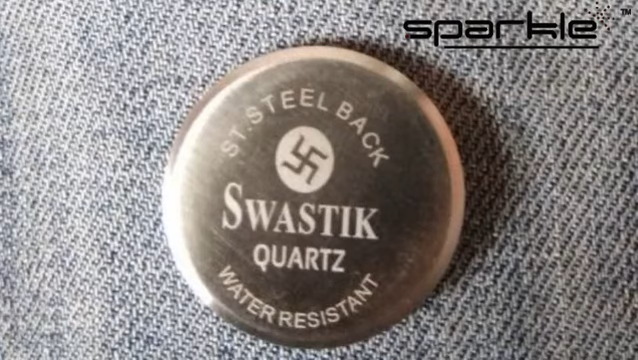 sparkle™
ST. STEEL BACK
SWASTIK
QUARTZ
WATER RESISTANT